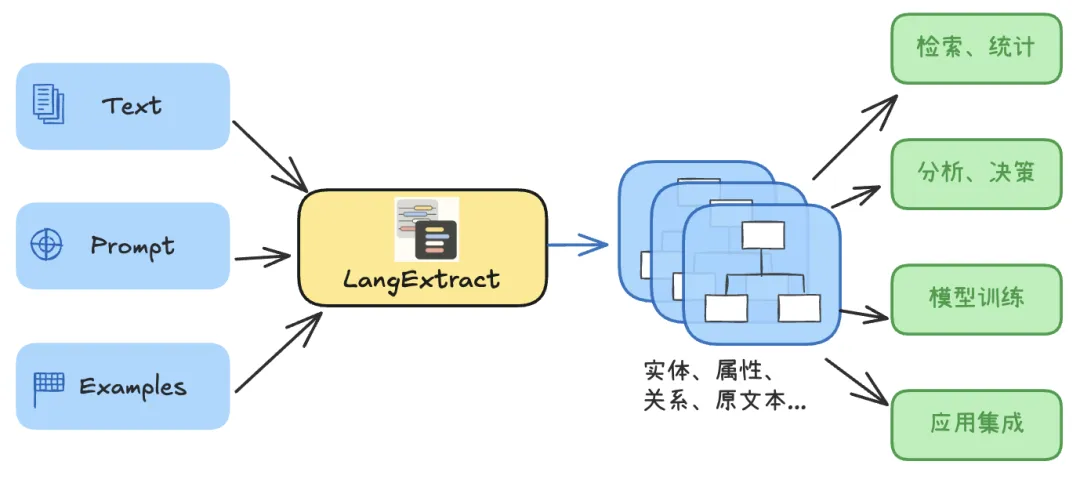 Text
Prompt
Examples
LangExtract
实体、属性、
关系、原文本...
检索、统计
分析、决策
模型训练
应用集成